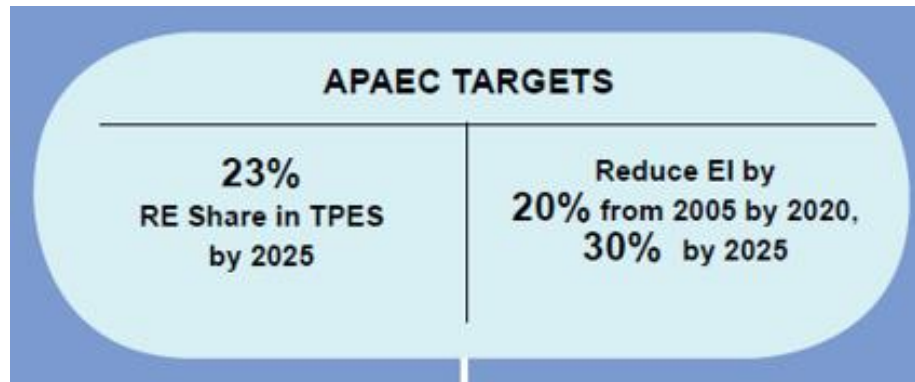 APAEC TARGETS
23%
RE Share in TPES
by 2025
Reduce EI by
20% from 2005 by 2020,
30% by 2025